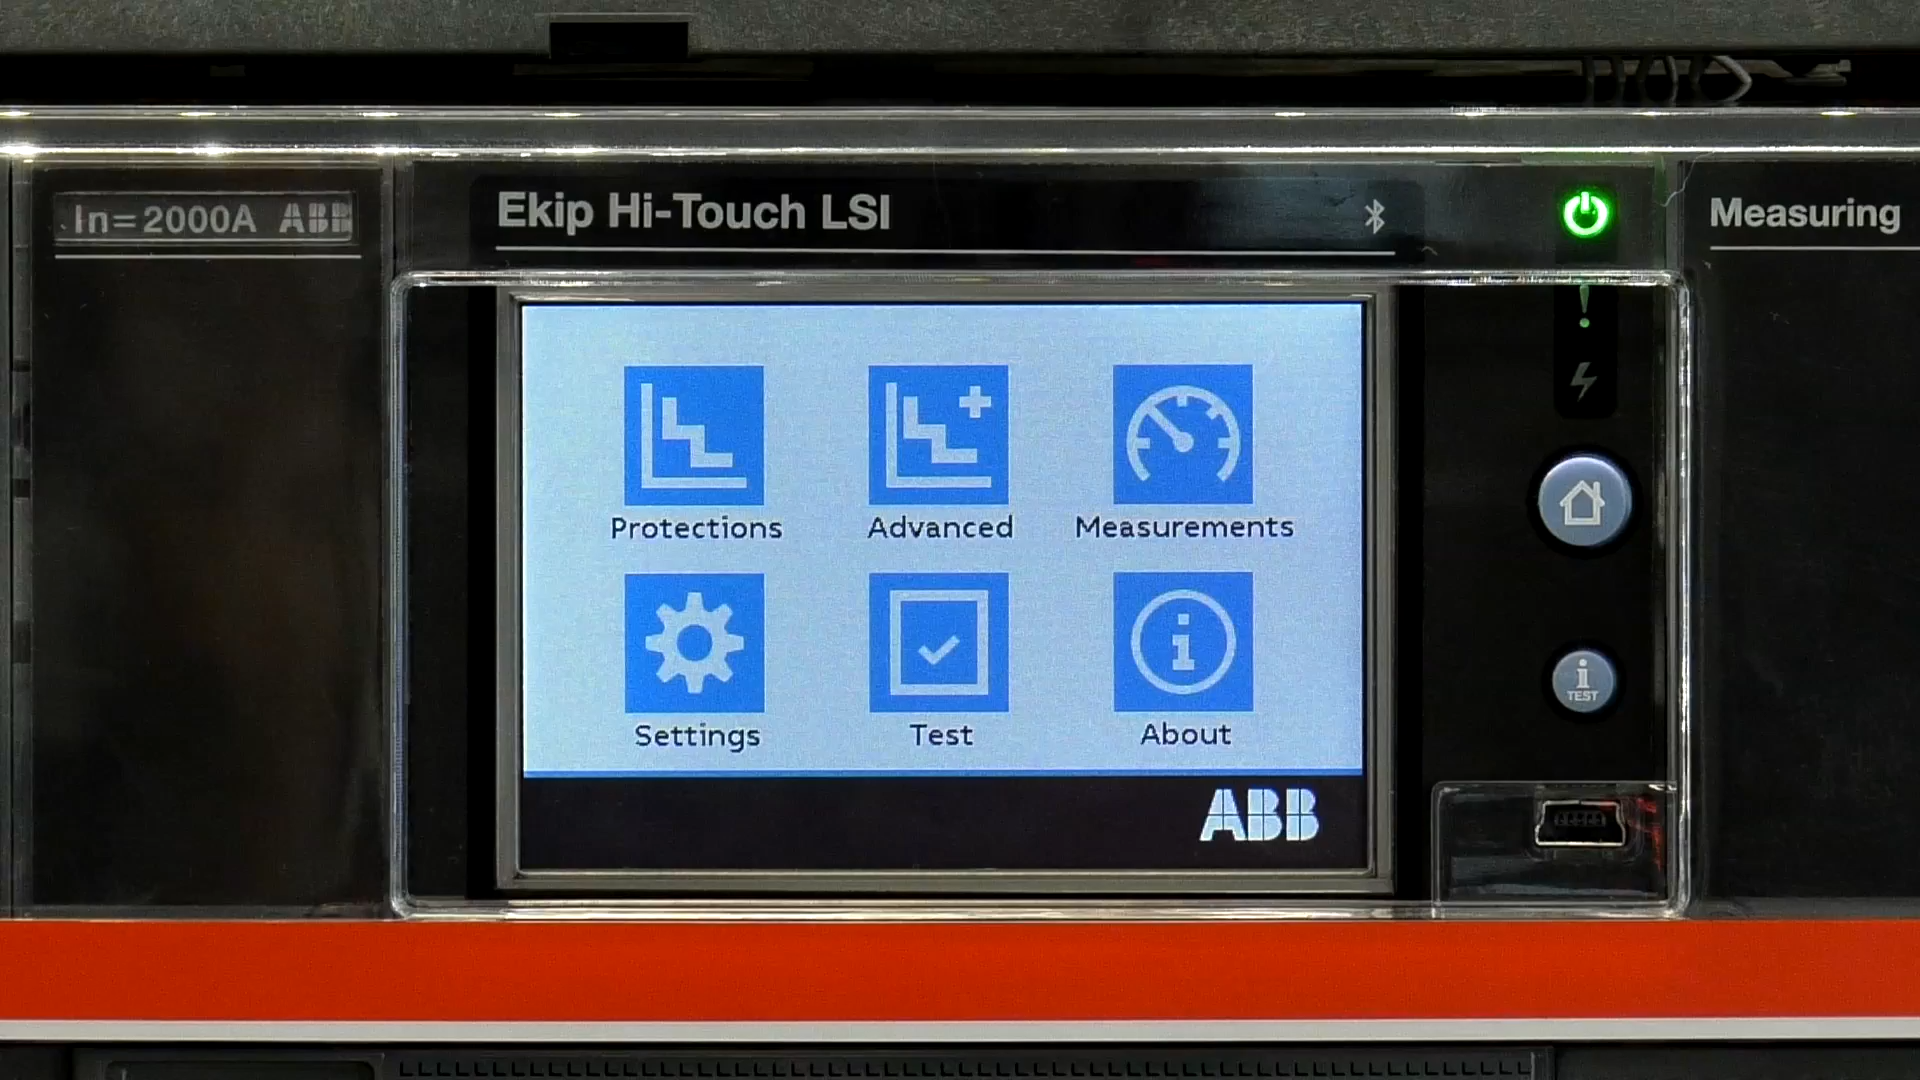 In=2000A ABB
Ekip Hi-Touch LSI
Measuring
Protections
Advanced
Measurements
Settings
Test
About
i
TEST
ABB